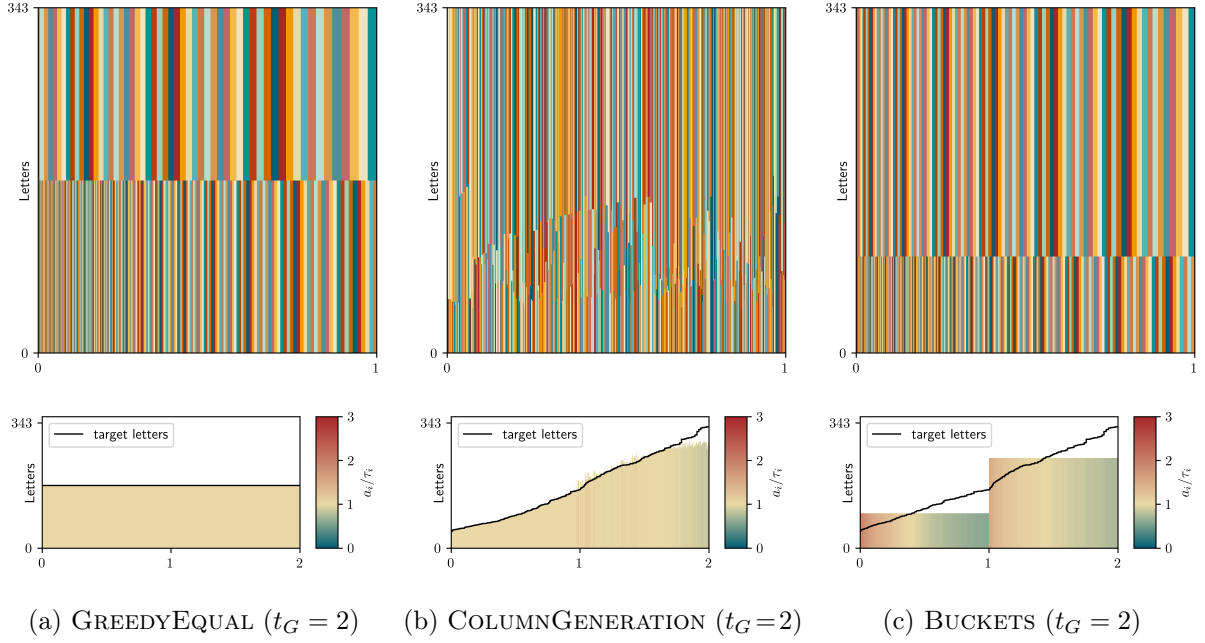 343
Letters
0
0
1
343
Letters
0
0
1
343
Letters
0
0
1
343
Letters
0
target letters
0
1
2
3
2
1
0
a_i/τ_i
343
Letters
0
target letters
0
1
2
3
2
1
0
a_i/τ_i
343
Letters
0
target letters
0
1
2
3
2
1
0
a_i/τ_i
(a) GREEDYEQUAL (t_G = 2)
(b) COLUMNGENERATION (t_G = 2)
(c) BUCKETS (t_G = 2)